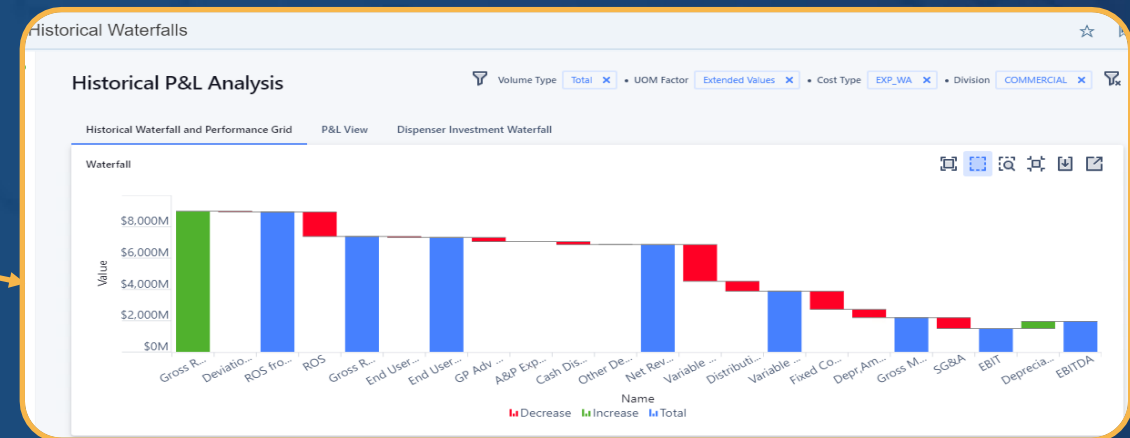 Historical Waterfalls
Historical P&L Analysis
Volume Type Total × • UOM Factor Extended Values × • Cost Type EXP_WA × • Division COMMERCIAL ×
Historical Waterfall and Performance Grid P&L View Dispenser Investment Waterfall
Waterfall
$8,000M
$6,000M
$4,000M
$2,000M
$0M
Value
Gross R... Deviatio... ROS fro... ROS Gross R... End User... End User... GP Adv ... A&P Exp... Cash Dis... Other De... Net Rev... Variable ... Distributi... Variable ... Fixed Co... Depr.Am... Gross M... SG&A EBIT Deprecia... EBITDA
Name
Decrease Increase Total